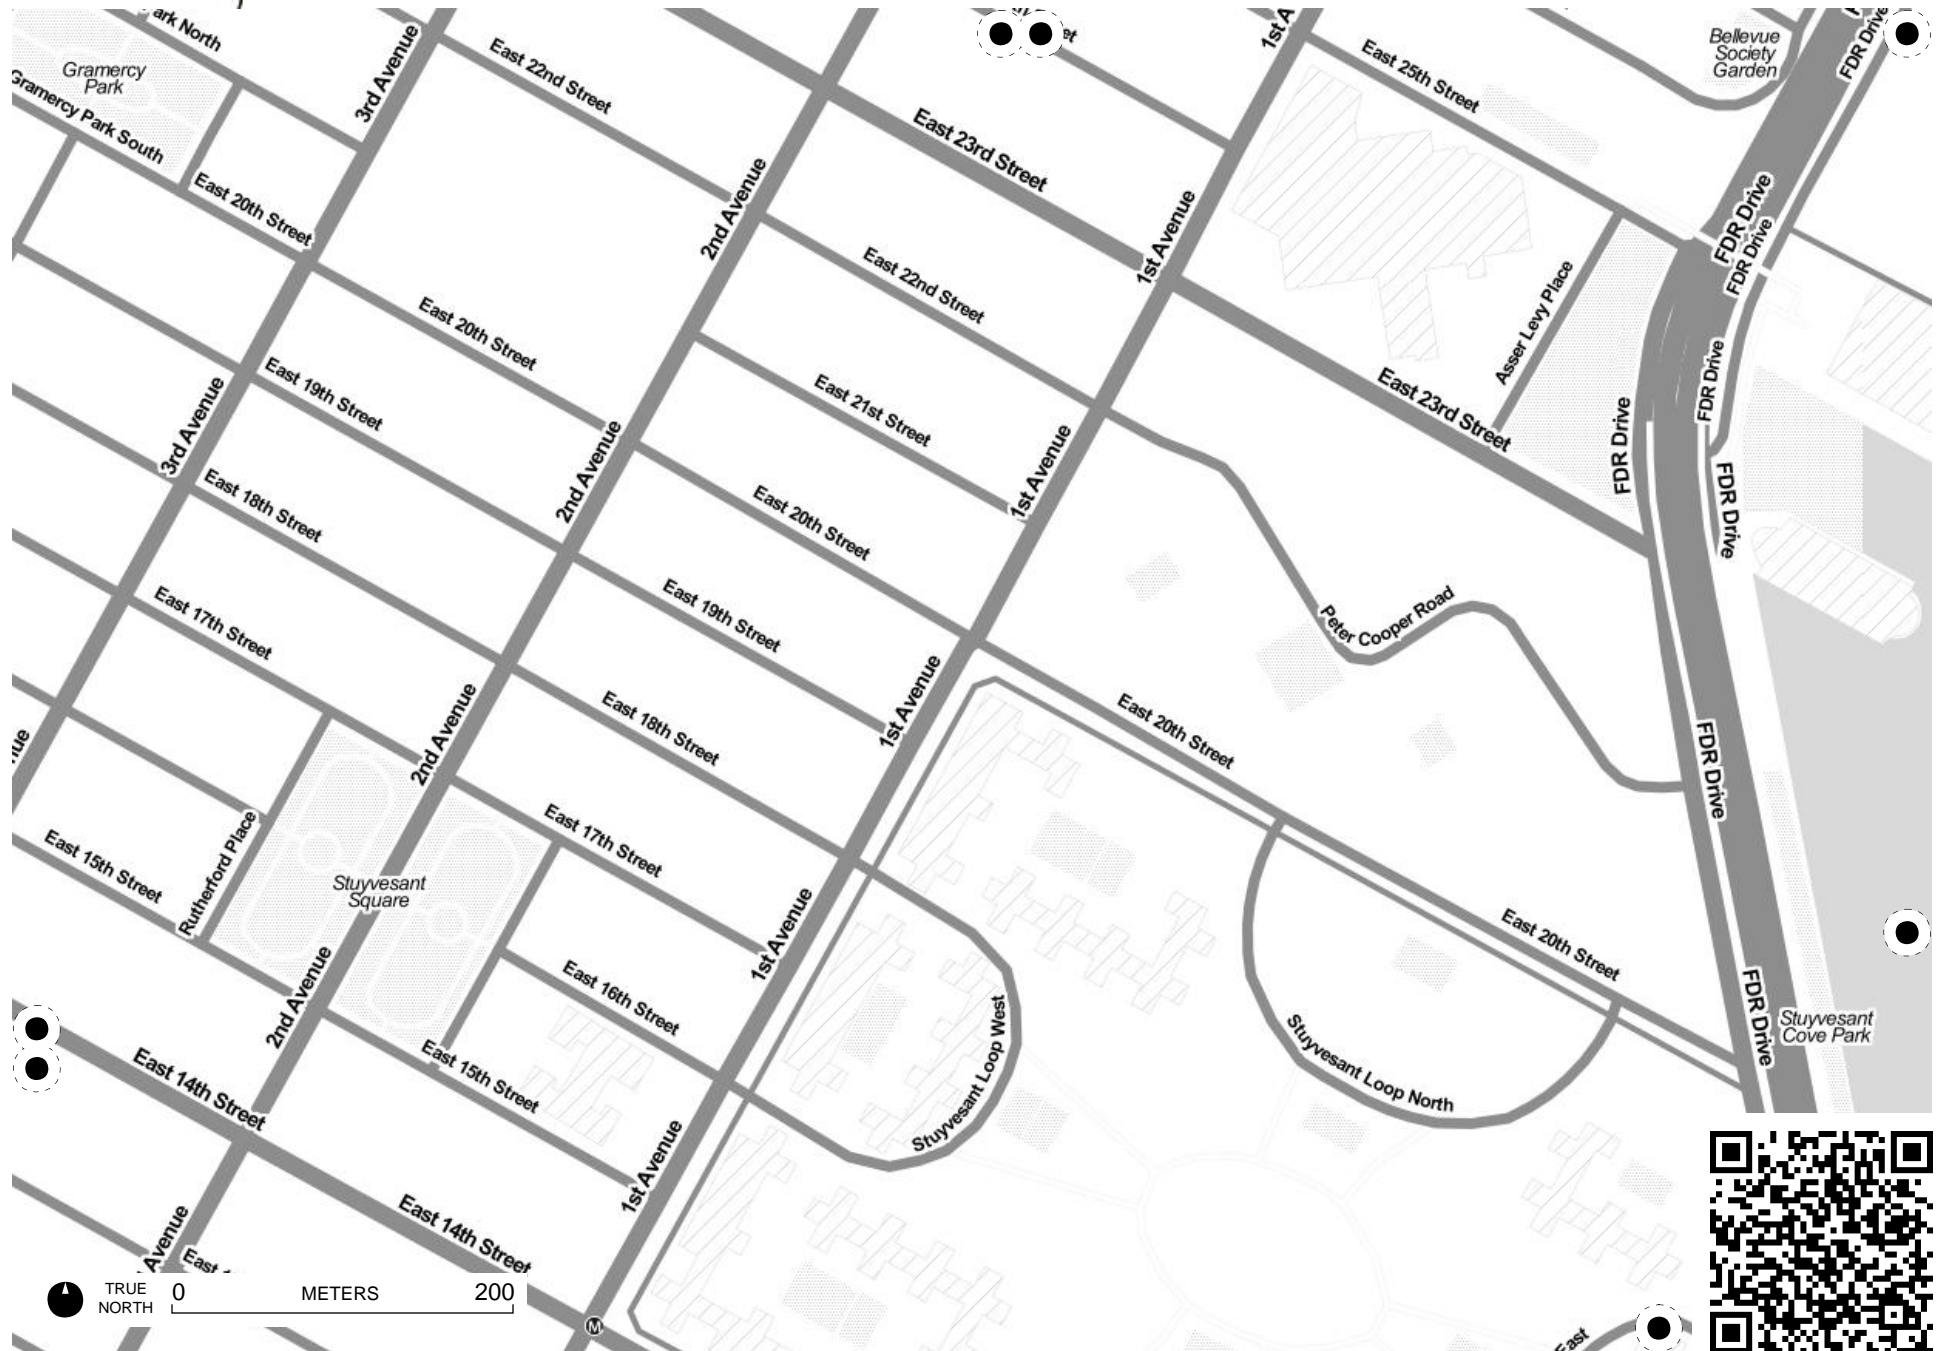 Park North
Gramercy
Park
Gramercy Park South
3rd Avenue
East 22nd Street
East 23rd Street
1st A
East 25th Street
Bellevue
Society
Garden
FDR Drive
East 20th Street
2nd Avenue
1st Avenue
FDR Drive
FDR Drive
East 22nd Street
Asser Levy Place
East 20th Street
East 19th Street
3rd Avenue
East 21st Street
East 23rd Street
FDR Drive
FDR Drive
FDR Drive
2nd Avenue
1st Avenue
East 18th Street
East 20th Street
East 17th Street
East 19th Street
Peter Cooper Road
2nd Avenue
East 18th Street
1st Avenue
East 20th Street
FDR Drive
East 15th Street
Rutherford Place
Stuyvesant
Square
East 17th Street
1st Avenue
East 20th Street
2nd Avenue
East 16th Street
Stuyvesant Loop West
Stuyvesant Loop North
FDR Drive
Stuyvesant
Cove Park
East 14th Street
East 15th Street
1st Avenue
East 14th Street
Avenue
East
TRUE
NORTH
0
METERS
200
M
East